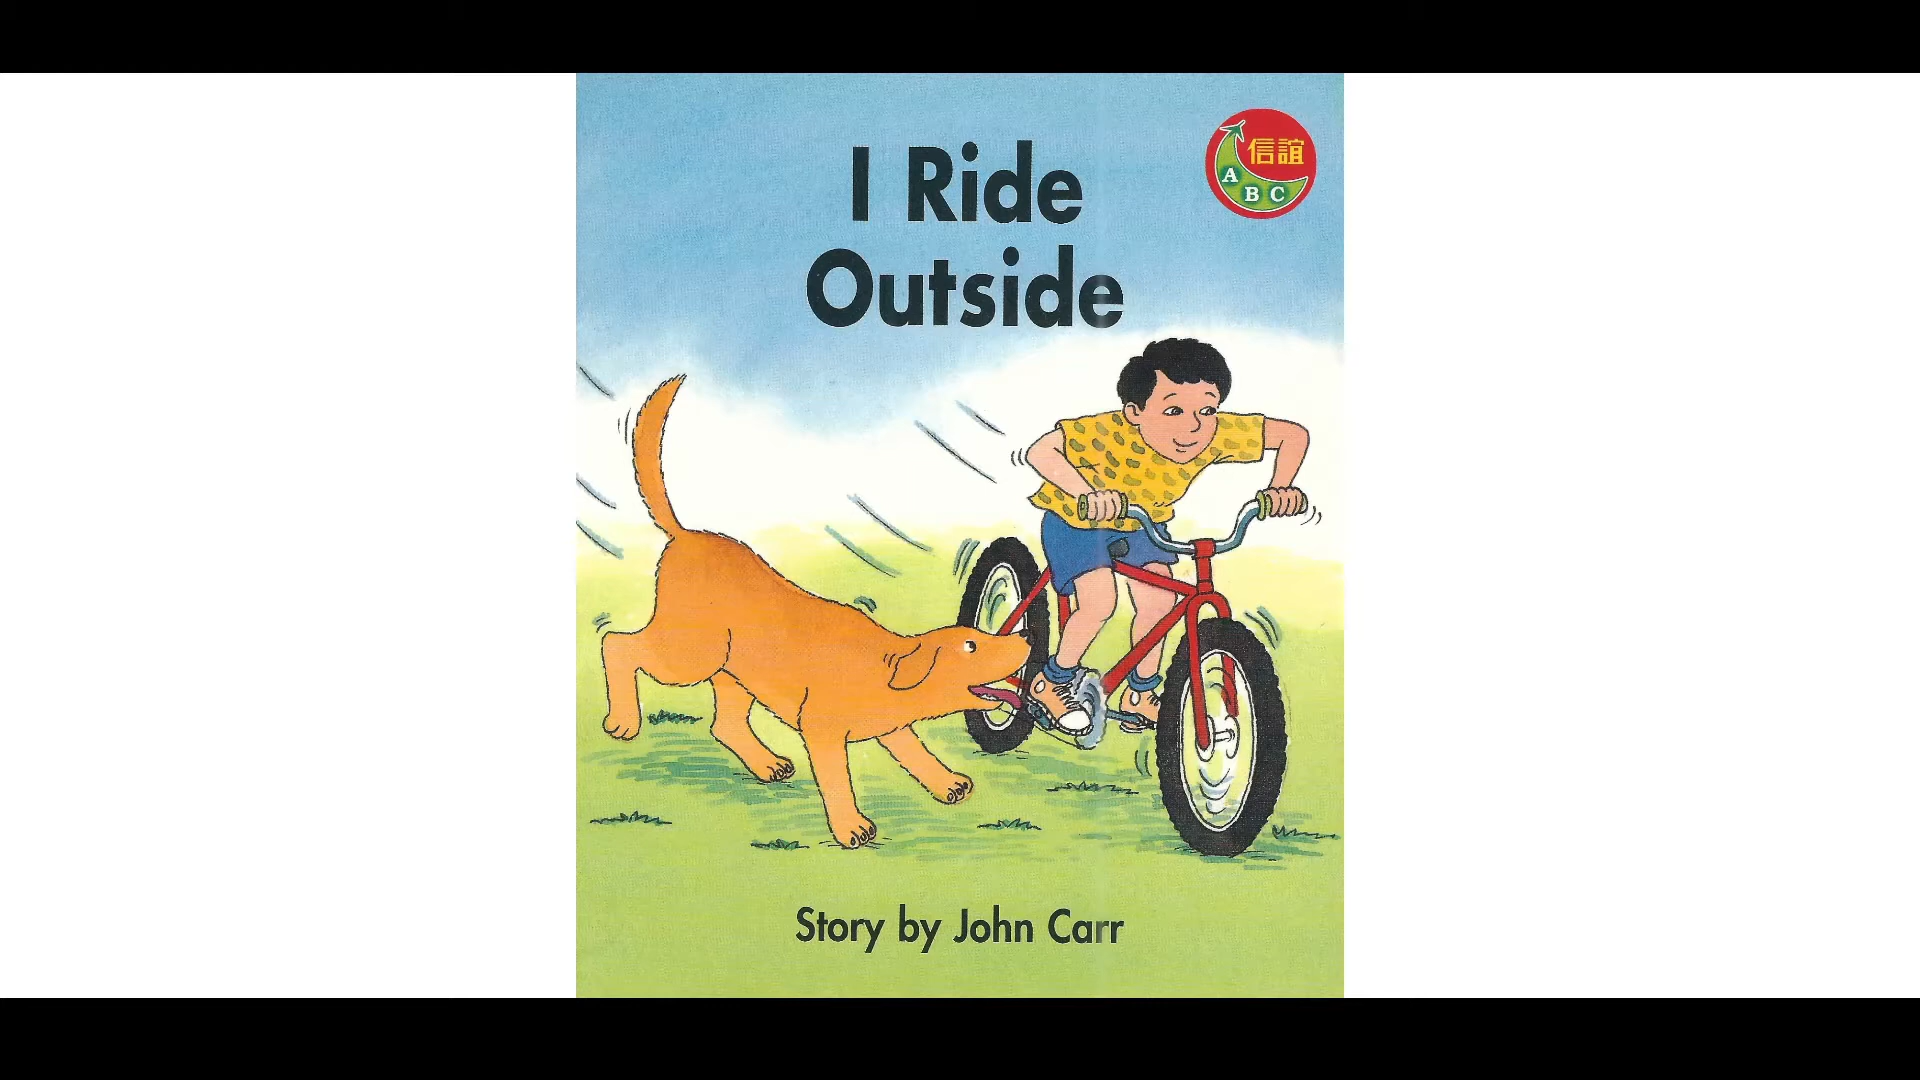 I Ride
Outside
信誼
A B C
Story by John Carr